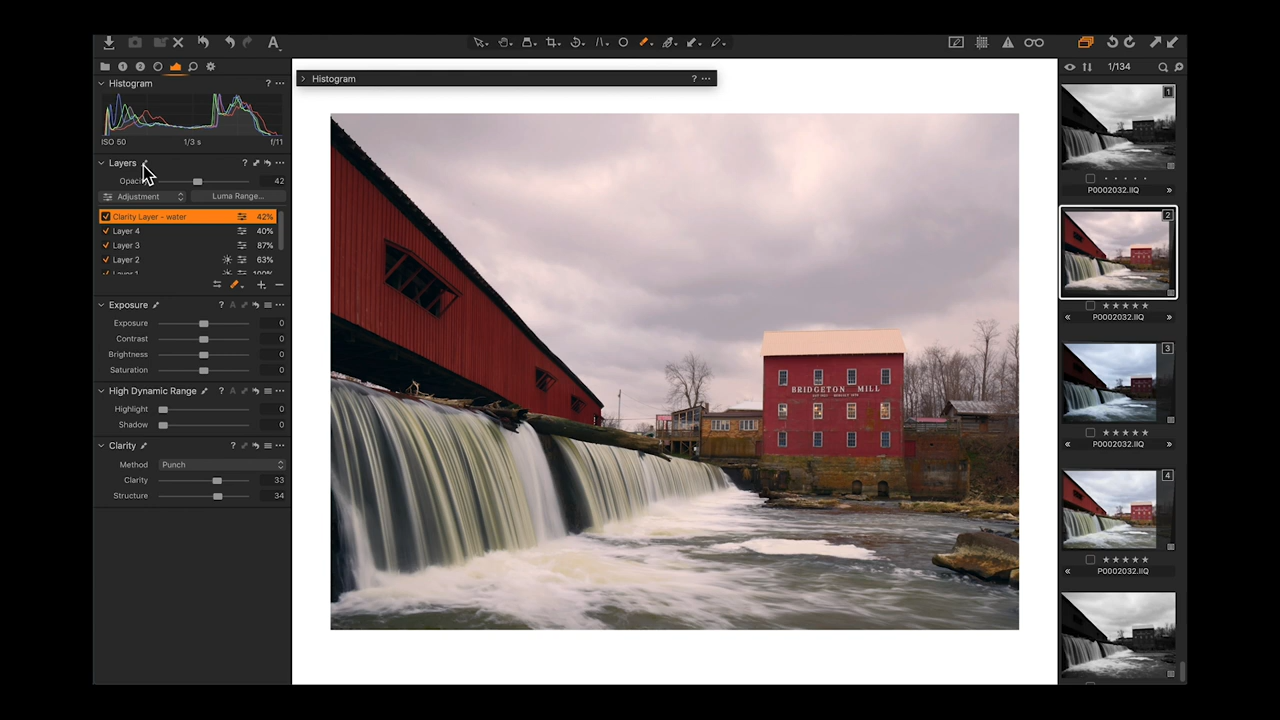 A
1/134
Histogram ? ...
ISO 50 1/3 s f/11
Histogram ? ...
Layers ? ...
42
Adjustment Luma Range...
Clarity Layer - water 42%
Layer 4 40%
Layer 3 87%
Layer 2 63%
Layer 1 100%
Exposure ? A ...
Exposure 0
Contrast 0
Brightness 0
Saturation 0
High Dynamic Range ? A ...
Highlight 0
Shadow 0
Clarity ? ...
Method Punch
Clarity 33
Structure 34
BRIDGETON MILL
1
P0002032.IIQ
2
P0002032.IIQ
3
P0002032.IIQ
4
P0002032.IIQ